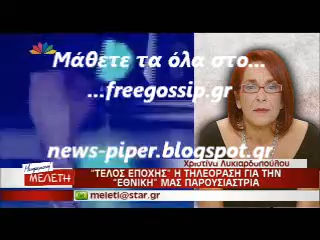 Μάθετε τα όλα στο...
...freegossip.gr
news-piper.blogspot.gr
Χριστίνα Λυκιαρδοπούλου
ΜΕΛΕΤΗ
"ΤΕΛΟΣ ΕΠΟΧΗΣ" Η ΤΗΛΕΟΡΑΣΗ ΓΙΑ ΤΗΝ
"ΕΘΝΙΚΗ" ΜΑΣ ΠΑΡΟΥΣΙΑΣΤΡΙΑ
meleti@star.gr